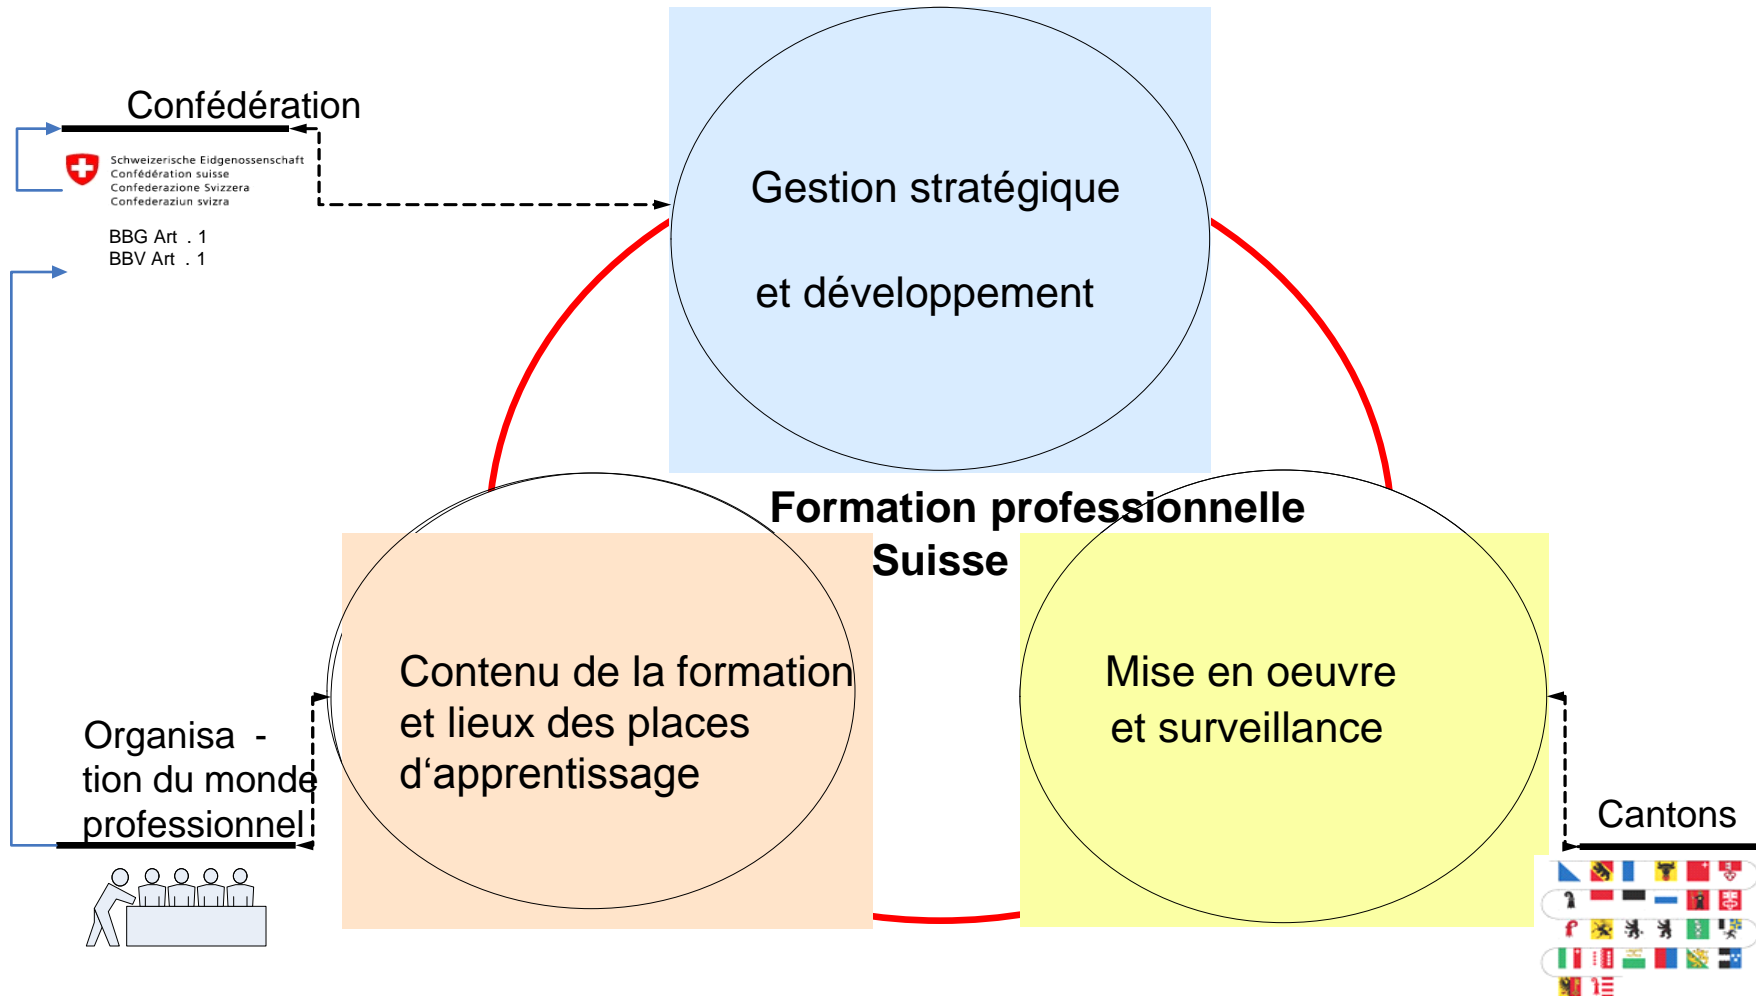 Confédération
Schweizerische Eidgenossenschaft
Confédération suisse
Confederazione Svizzera
Confederaziun svizra
BBG Art . 1
BBV Art . 1
Gestion stratégique
et développement
Formation professionnelle
Suisse
Contenu de la formation
et lieux des places
d‘apprentissage
Mise en oeuvre
et surveillance
Organisa -
tion du monde
professionnel
Cantons